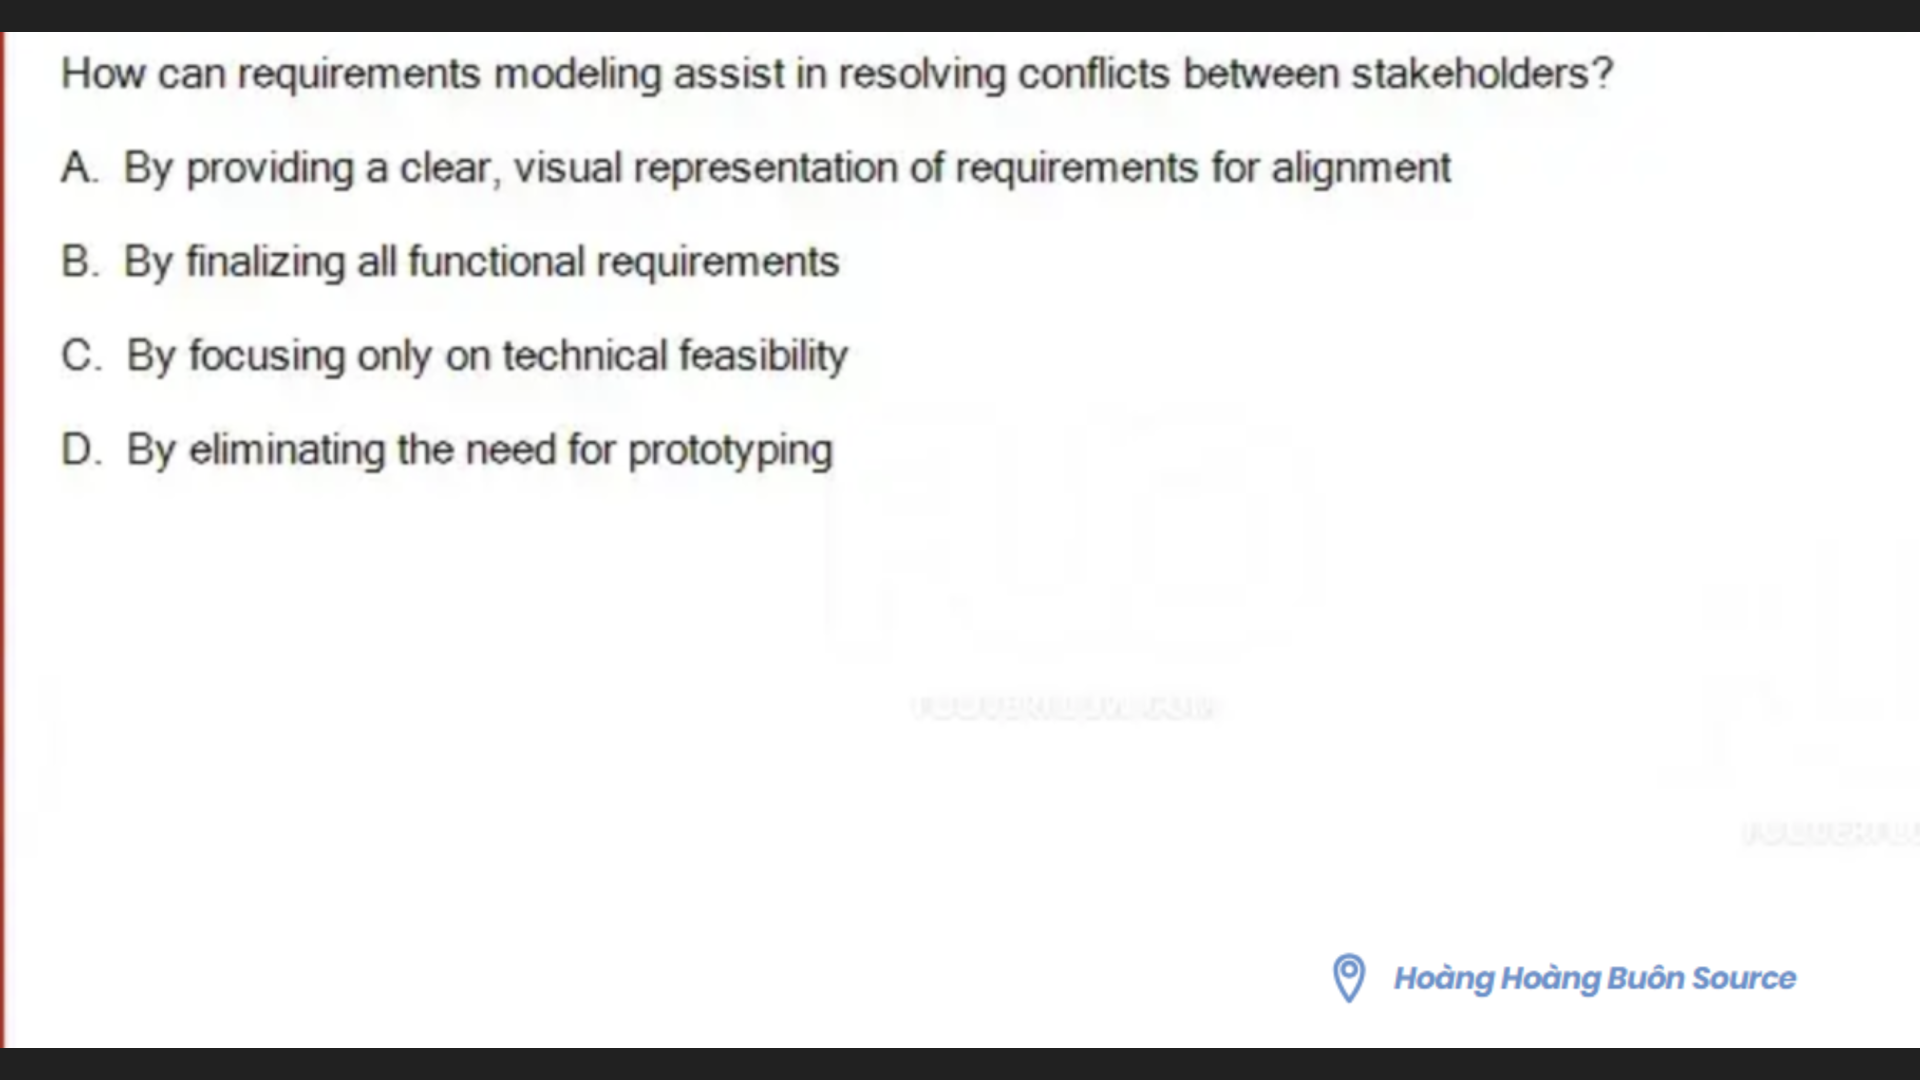 How can requirements modeling assist in resolving conflicts between stakeholders?
A. By providing a clear, visual representation of requirements for alignment
B. By finalizing all functional requirements
C. By focusing only on technical feasibility
D. By eliminating the need for prototyping
Hoàng Hoàng Buôn Source